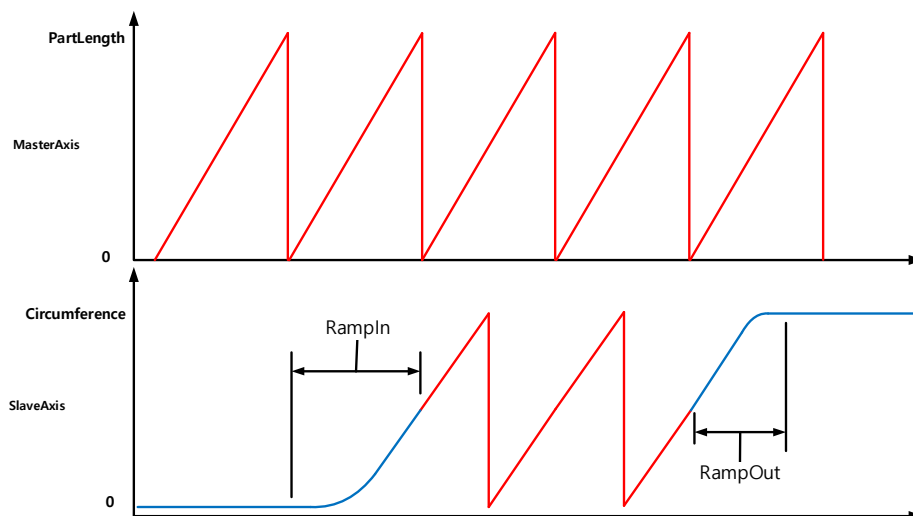 PartLength
MasterAxis
0
Circumference
RampIn
SlaveAxis
RampOut
0